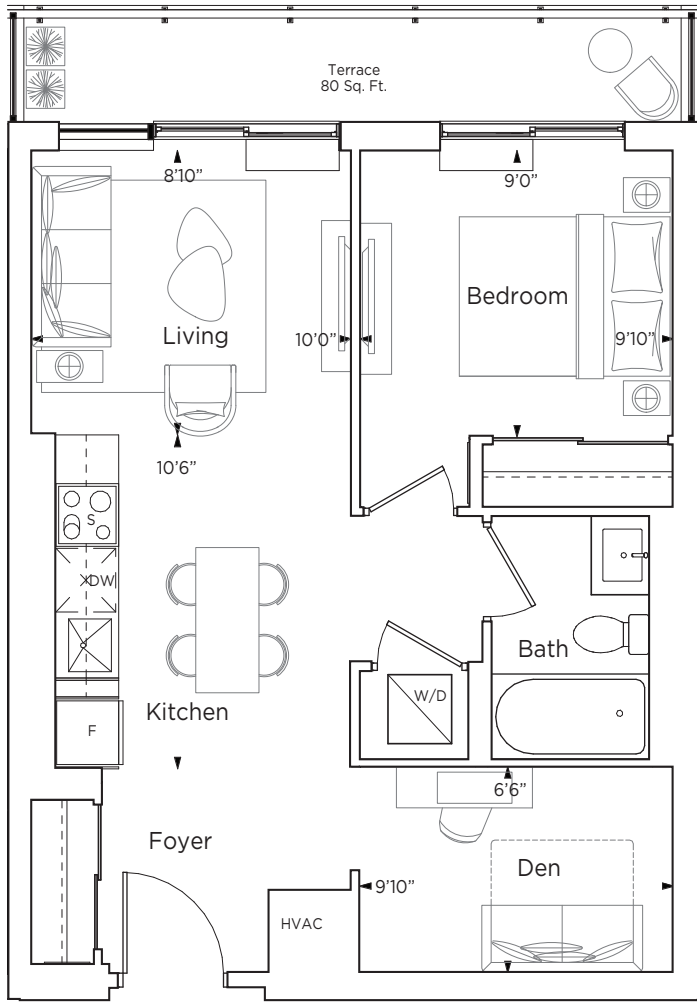 Terrace
80 Sq. Ft.
8'10"
9'0"
Living
10'0"
Bedroom
9'10"
10'6"
S
DW
Bath
W/D
Kitchen
F
6'6"
Foyer
Den
9'10"
HVAC